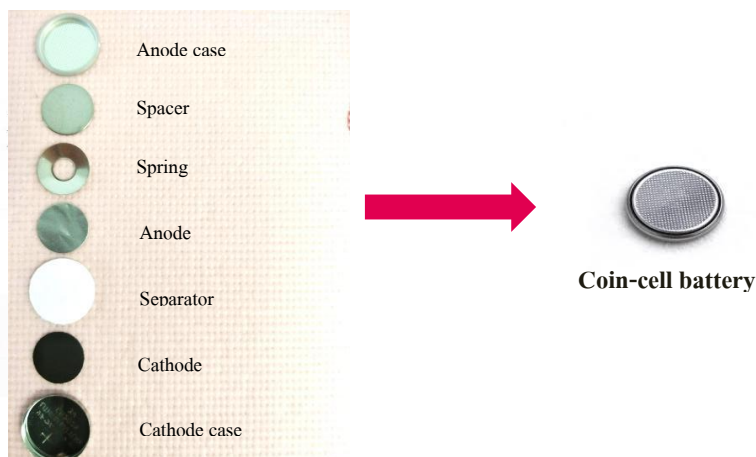 Anode case
Spacer
Spring
Anode
Separator
Cathode
Cathode case
Coin-cell battery